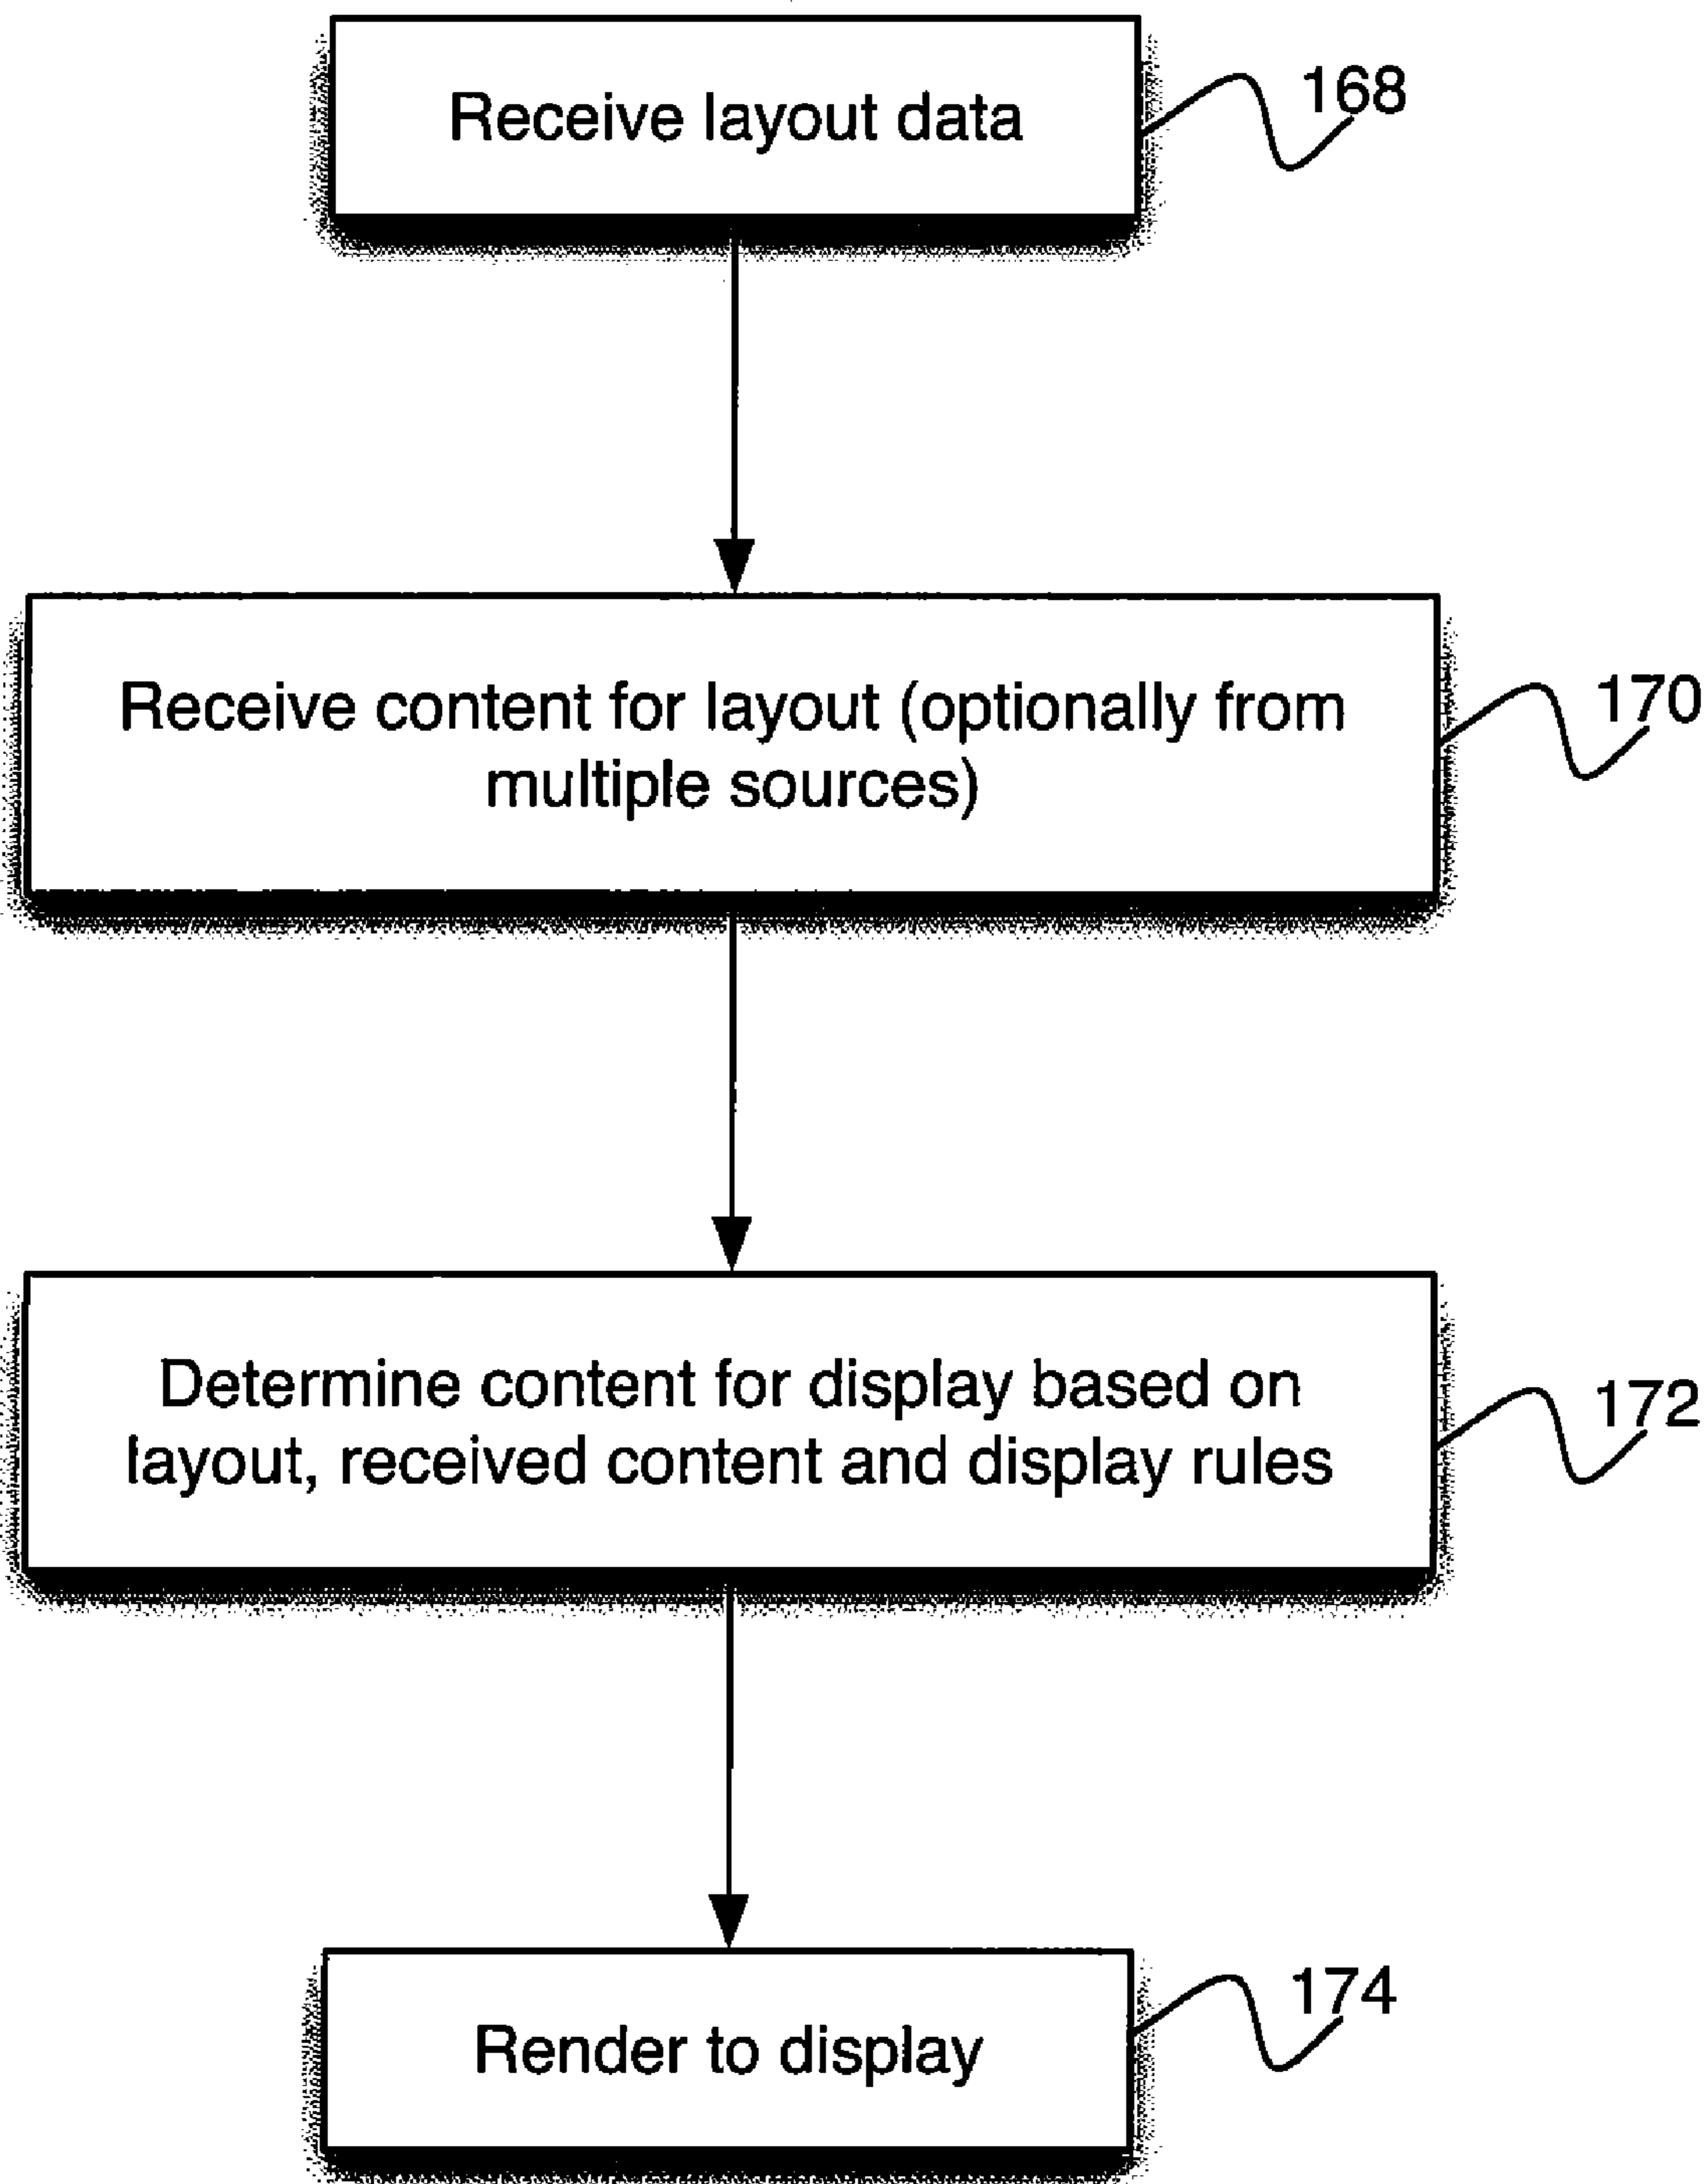 Receive layout data
168
Receive content for layout (optionally from
multiple sources)
170
Determine content for display based on
layout, received content and display rules
172
Render to display
174